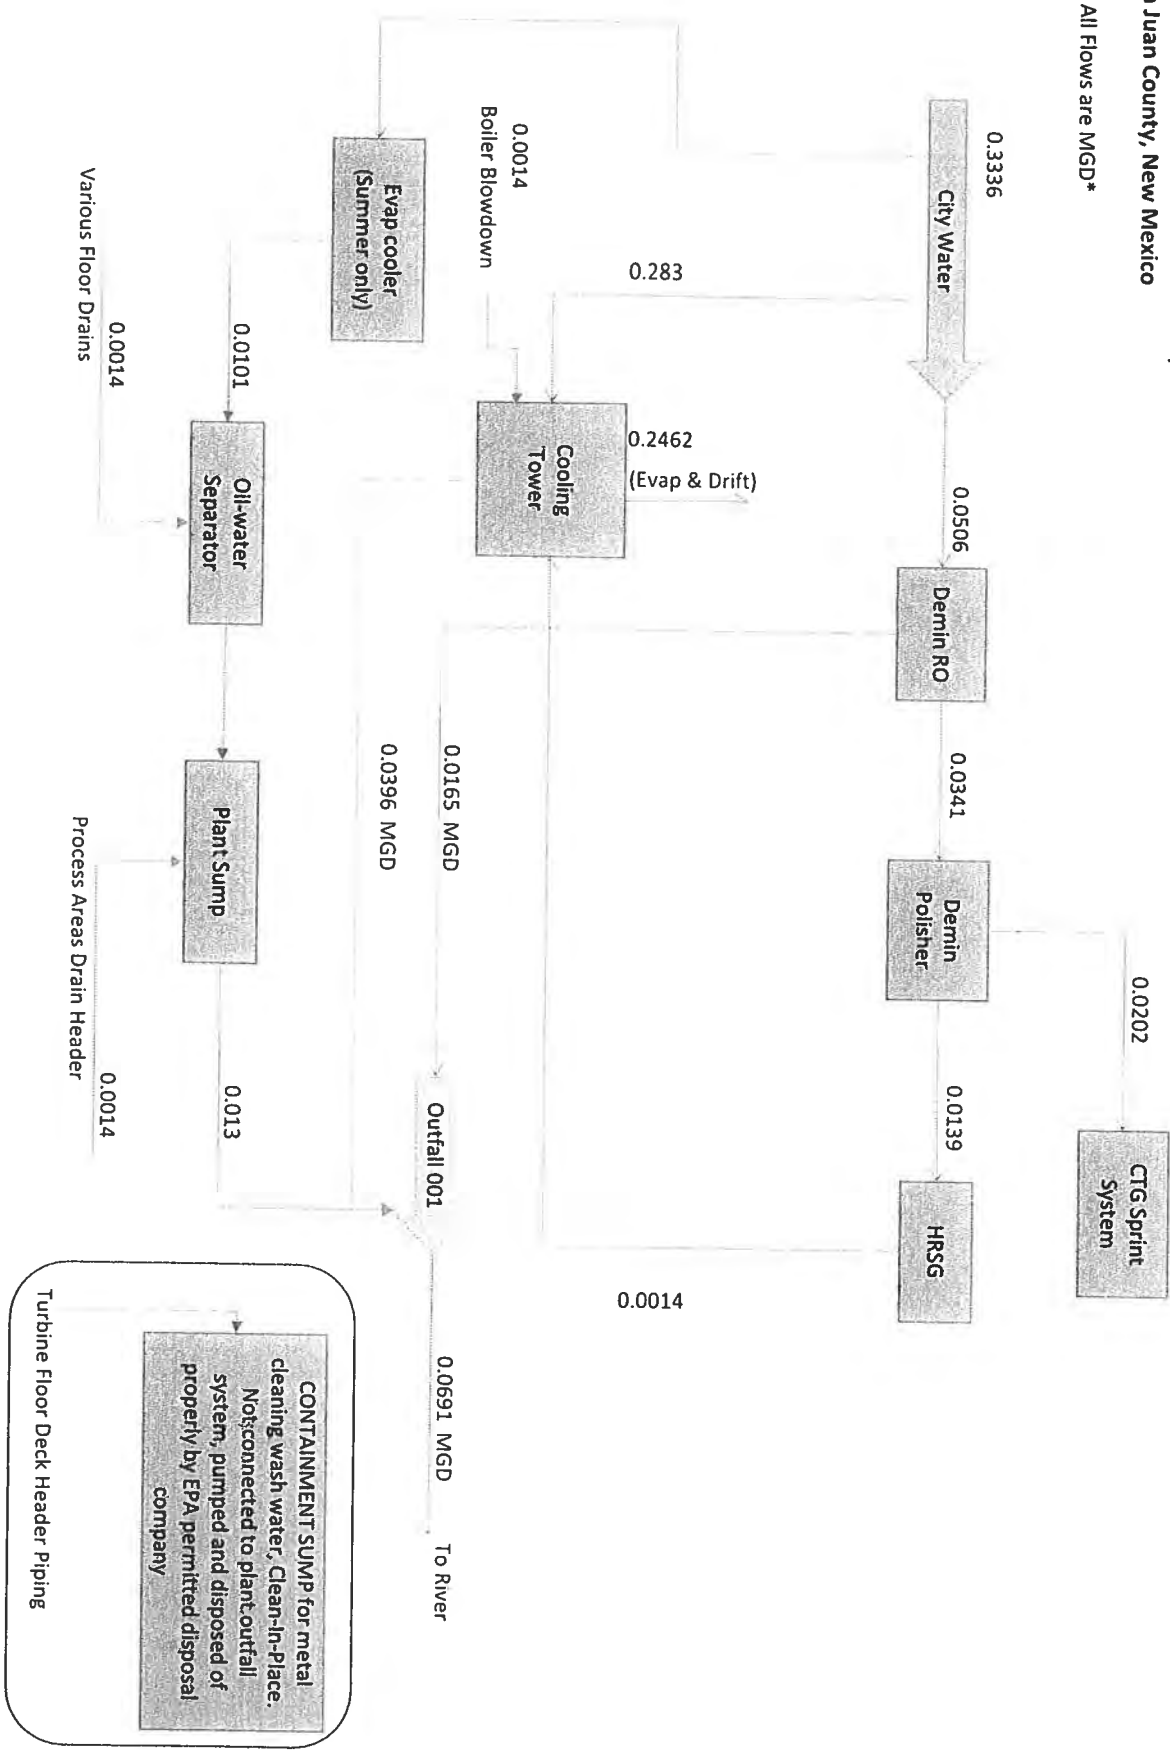 Juan County, New Mexico
All Flows are MGD*
0.3336
City Water
0.0506
Demin RO
0.0341
Demin
Polisher
0.0202
CTG Sprint
System
0.0139
HRSG
0.0014
0.283
0.0014
Boiler Blowdown
Cooling
Tower
0.2462
(Evap & Drift)
Evap cooler
(Summer only)
0.0165 MGD
0.0396 MGD
Outfall 001
0.0691 MGD
To River
0.0101
Various Floor Drains
0.0014
Oil-water
Separator
Plant Sump
0.013
Process Areas Drain Header
0.0014
CONTAINMENT SUMP for metal
cleaning wash water, Clean-In-Place.
Not connected to plant outfall
system, pumped and disposed of
properly by EPA permitted disposal
company
Turbine Floor Deck Header Piping